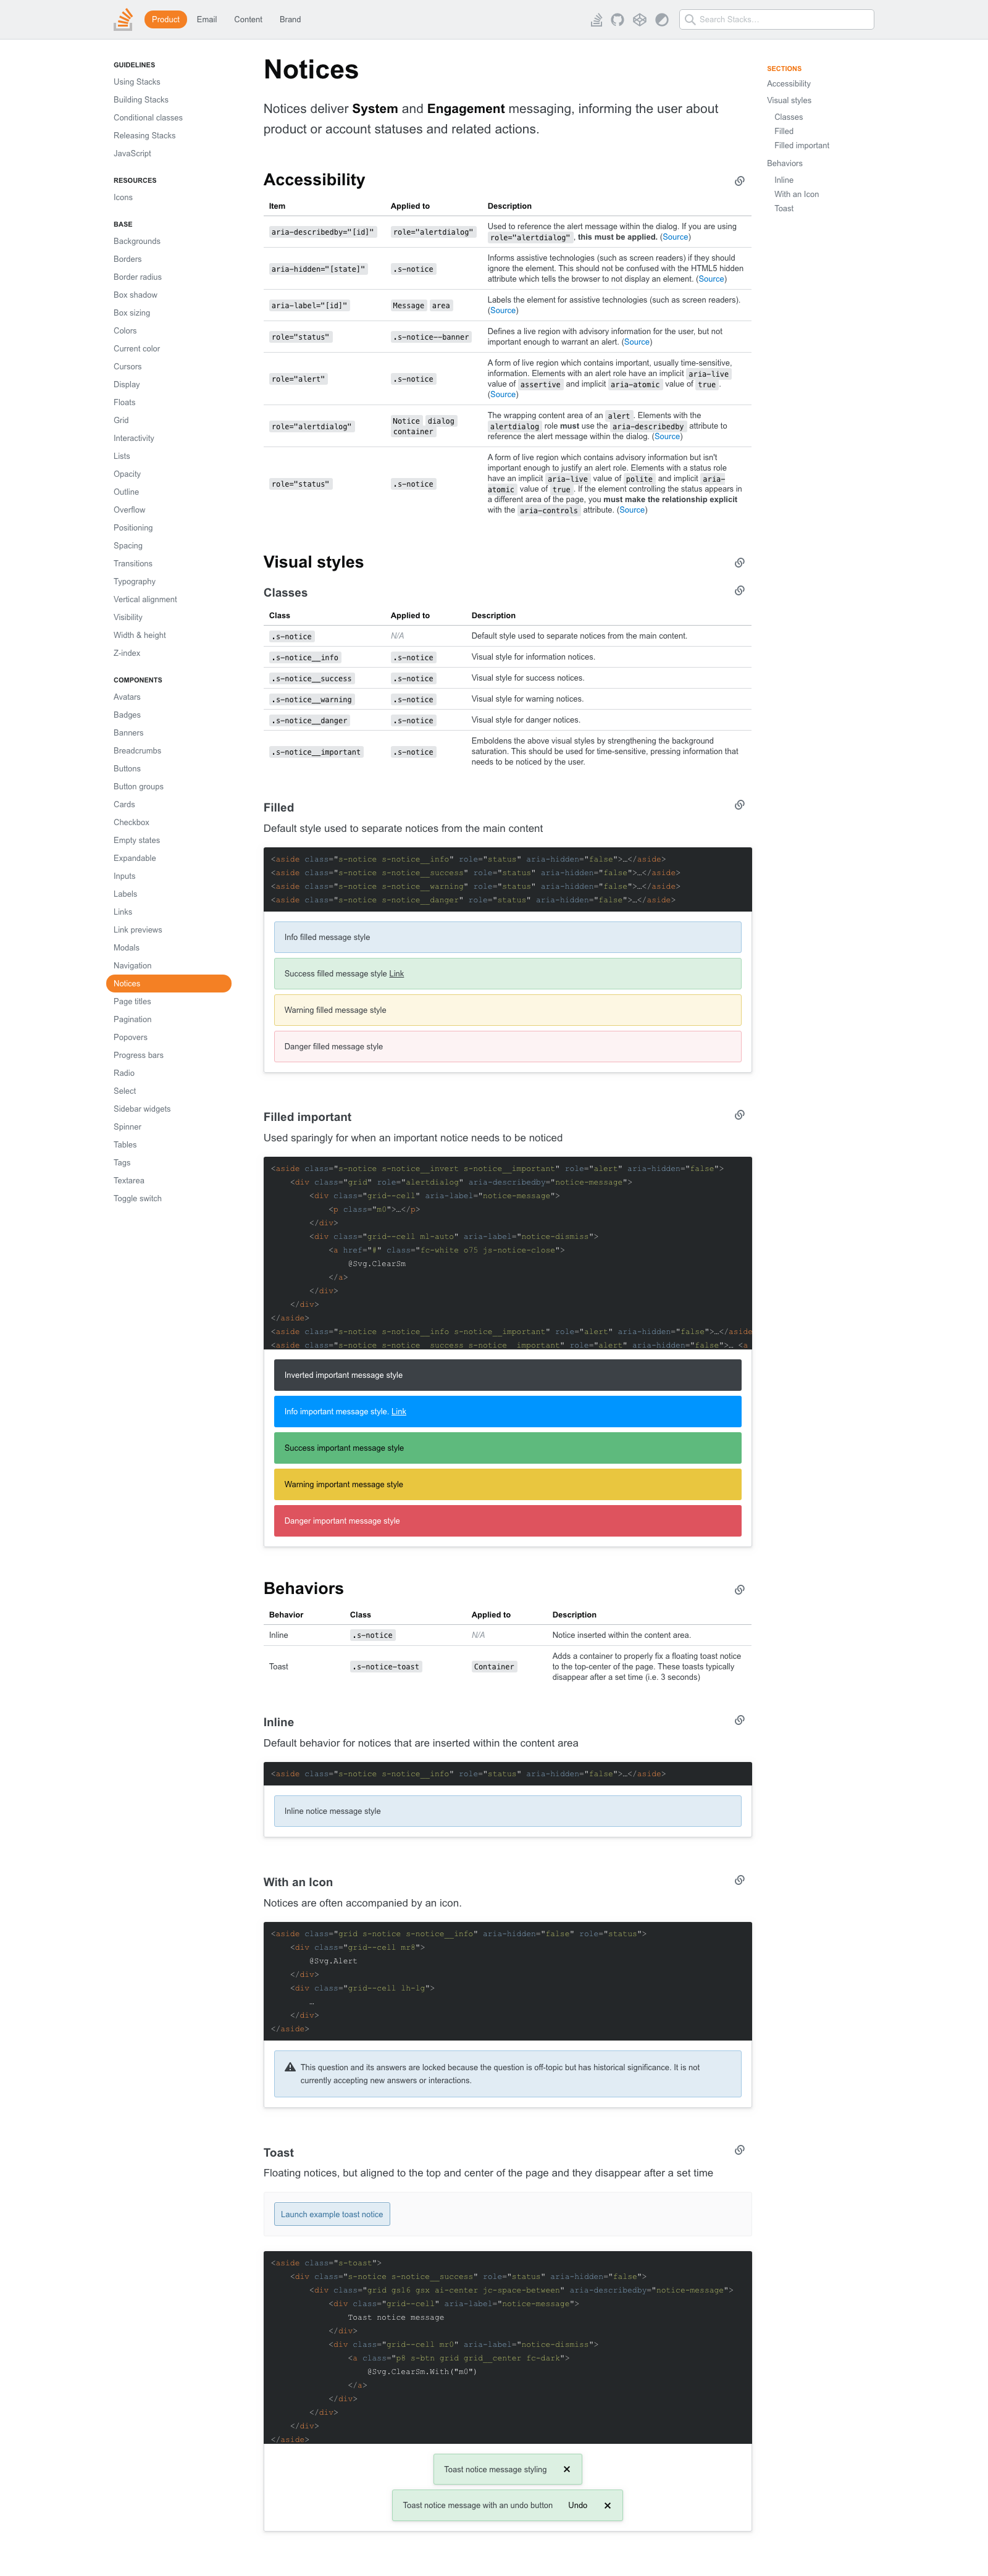 Product Email Content Brand
Search Stacks…
GUIDELINES
Using Stacks
Building Stacks
Conditional classes
Releasing Stacks
JavaScript
RESOURCES
Icons
BASE
Backgrounds
Borders
Border radius
Box shadow
Box sizing
Colors
Current color
Cursors
Display
Floats
Grid
Interactivity
Lists
Opacity
Outline
Overflow
Positioning
Spacing
Transitions
Typography
Vertical alignment
Visibility
Width & height
Z-index
COMPONENTS
Avatars
Badges
Banners
Breadcrumbs
Buttons
Button groups
Cards
Checkbox
Empty states
Expandable
Inputs
Labels
Links
Link previews
Modals
Navigation
Notices
Page titles
Pagination
Popovers
Progress bars
Radio
Select
Sidebar widgets
Spinner
Tables
Tags
Textarea
Toggle switch
Notices
Notices deliver System and Engagement messaging, informing the user about
product or account statuses and related actions.
Accessibility
Item Applied to Description
aria-describedby="[id]" role="alertdialog" Used to reference the alert message within the dialog. If you are using
role="alertdialog" , this must be applied. (Source)
aria-hidden="[state]" .s-notice Informs assistive technologies (such as screen readers) if they should
ignore the element. This should not be confused with the HTML5 hidden
attribute which tells the browser to not display an element. (Source)
aria-label="[id]" Message area Labels the element for assistive technologies (such as screen readers).
(Source)
role="status" .s-notice--banner Defines a live region with advisory information for the user, but not
important enough to warrant an alert. (Source)
role="alert" .s-notice A form of live region which contains important, usually time-sensitive,
information. Elements with an alert role have an implicit aria-live
value of assertive and implicit aria-atomic value of true .
(Source)
role="alertdialog" Notice dialog
container The wrapping content area of an alert . Elements with the
alertdialog role must use the aria-describedby attribute to
reference the alert message within the dialog. (Source)
role="status" .s-notice A form of live region which contains advisory information but isn't
important enough to justify an alert role. Elements with a status role
have an implicit aria-live value of polite and implicit aria-
atomic value of true . If the element controlling the status appears in
a different area of the page, you must make the relationship explicit
with the aria-controls attribute. (Source)
Visual styles
Classes
Class Applied to Description
.s-notice N/A Default style used to separate notices from the main content.
.s-notice__info .s-notice Visual style for information notices.
.s-notice__success .s-notice Visual style for success notices.
.s-notice__warning .s-notice Visual style for warning notices.
.s-notice__danger .s-notice Visual style for danger notices.
.s-notice__important .s-notice Emboldens the above visual styles by strengthening the background
saturation. This should be used for time-sensitive, pressing information that
needs to be noticed by the user.
Filled
Default style used to separate notices from the main content
<aside class="s-notice s-notice__info" role="status" aria-hidden="false">…</aside>
<aside class="s-notice s-notice__success" role="status" aria-hidden="false">…</aside>
<aside class="s-notice s-notice__warning" role="status" aria-hidden="false">…</aside>
<aside class="s-notice s-notice__danger" role="status" aria-hidden="false">…</aside>
Info filled message style
Success filled message style Link
Warning filled message style
Danger filled message style
Filled important
Used sparingly for when an important notice needs to be noticed
<aside class="s-notice s-notice__invert s-notice__important" role="alert" aria-hidden="false">
<div class="grid" role="alertdialog" aria-describedby="notice-message">
<div class="grid--cell" aria-label="notice-message">
<p class="m0">…</p>
</div>
<div class="grid--cell ml-auto" aria-label="notice-dismiss">
<a href="#" class="fc-white o75 js-notice-close">
@Svg.ClearSm
</a>
</div>
</div>
</aside>
<aside class="s-notice s-notice__info s-notice__important" role="alert" aria-hidden="false">…</aside
<aside class="s-notice s-notice__success s-notice__important" role="alert" aria-hidden="false">… <a
Inverted important message style
Info important message style. Link
Success important message style
Warning important message style
Danger important message style
Behaviors
Behavior Class Applied to Description
Inline .s-notice N/A Notice inserted within the content area.
Toast .s-notice-toast Container Adds a container to properly fix a floating toast notice
to the top-center of the page. These toasts typically
disappear after a set time (i.e. 3 seconds)
Inline
Default behavior for notices that are inserted within the content area
<aside class="s-notice s-notice__info" role="status" aria-hidden="false">…</aside>
Inline notice message style
With an Icon
Notices are often accompanied by an icon.
<aside class="grid s-notice s-notice__info" aria-hidden="false" role="status">
<div class="grid--cell mr8">
@Svg.Alert
</div>
<div class="grid--cell lh-lg">
…
</div>
</aside>
This question and its answers are locked because the question is off-topic but has historical significance. It is not
currently accepting new answers or interactions.
Toast
Floating notices, but aligned to the top and center of the page and they disappear after a set time
Launch example toast notice
<aside class="s-toast">
<div class="s-notice s-notice__success" role="status" aria-hidden="false">
<div class="grid gs16 gsx ai-center jc-space-between" aria-describedby="notice-message">
<div class="grid--cell" aria-label="notice-message">
Toast notice message
</div>
<div class="grid--cell mr0" aria-label="notice-dismiss">
<a class="p8 s-btn grid grid__center fc-dark">
@Svg.ClearSm.With("m0")
</a>
</div>
</div>
</div>
</aside>
Toast notice message styling
Toast notice message with an undo button Undo
SECTIONS
Accessibility
Visual styles
Classes
Filled
Filled important
Behaviors
Inline
With an Icon
Toast